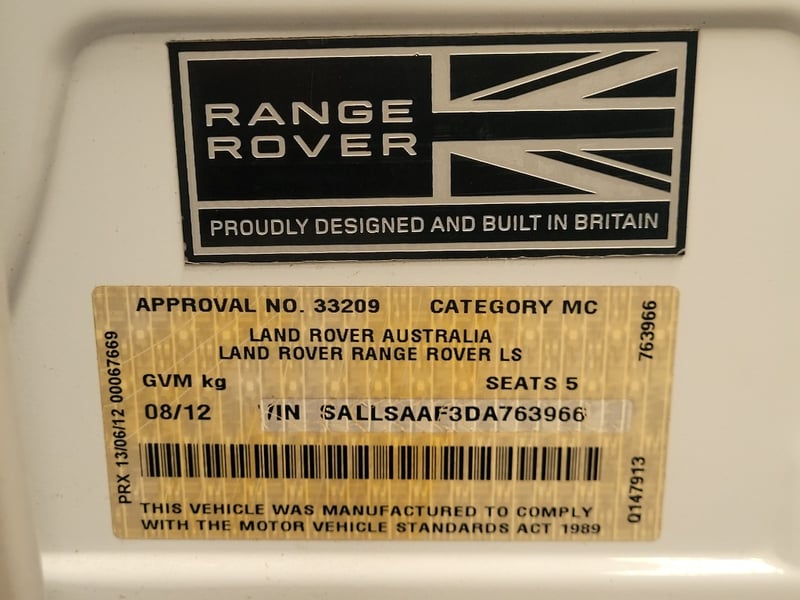 RANGE
ROVER
PROUDLY DESIGNED AND BUILT IN BRITAIN
APPROVAL NO. 33209 CATEGORY MC
LAND ROVER AUSTRALIA
LAND ROVER RANGE ROVER LS
GVM kg SEATS 5
08/12 VIN SALLSAAF3DA763966
THIS VEHICLE WAS MANUFACTURED TO COMPLY
WITH THE MOTOR VEHICLE STANDARDS ACT 1989
PRX 13/06/12 00067669
763966
Q147913